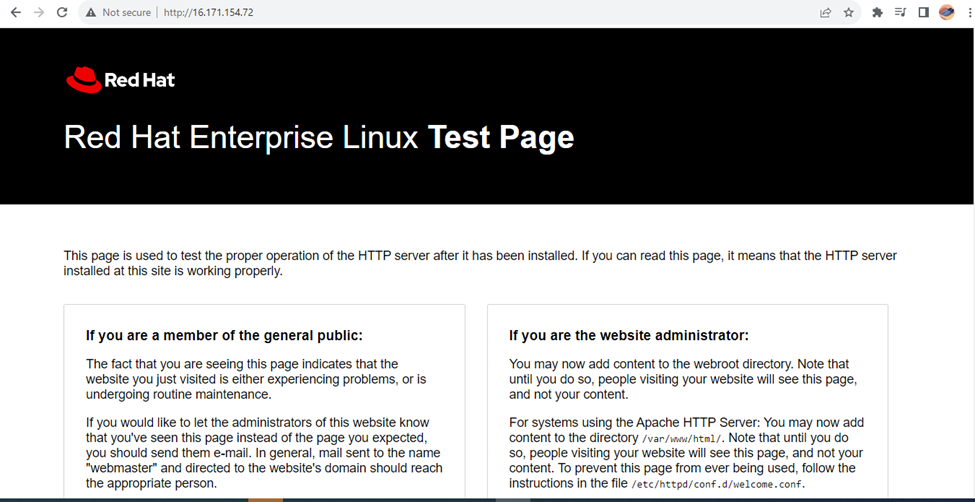 Not secure | http://16.171.154.72
Red Hat
Red Hat Enterprise Linux Test Page
This page is used to test the proper operation of the HTTP server after it has been installed. If you can read this page, it means that the HTTP server
installed at this site is working properly.
If you are a member of the general public:
The fact that you are seeing this page indicates that the
website you just visited is either experiencing problems, or is
undergoing routine maintenance.
If you would like to let the administrators of this website know
that you've seen this page instead of the page you expected,
you should send them e-mail. In general, mail sent to the name
"webmaster" and directed to the website's domain should reach
the appropriate person.
If you are the website administrator:
You may now add content to the webroot directory. Note that
until you do so, people visiting your website will see this page,
and not your content.
For systems using the Apache HTTP Server: You may now add
content to the directory /var/www/html/. Note that until you do
so, people visiting your website will see this page, and not your
content. To prevent this page from ever being used, follow the
instructions in the file /etc/httpd/conf.d/welcome.conf.